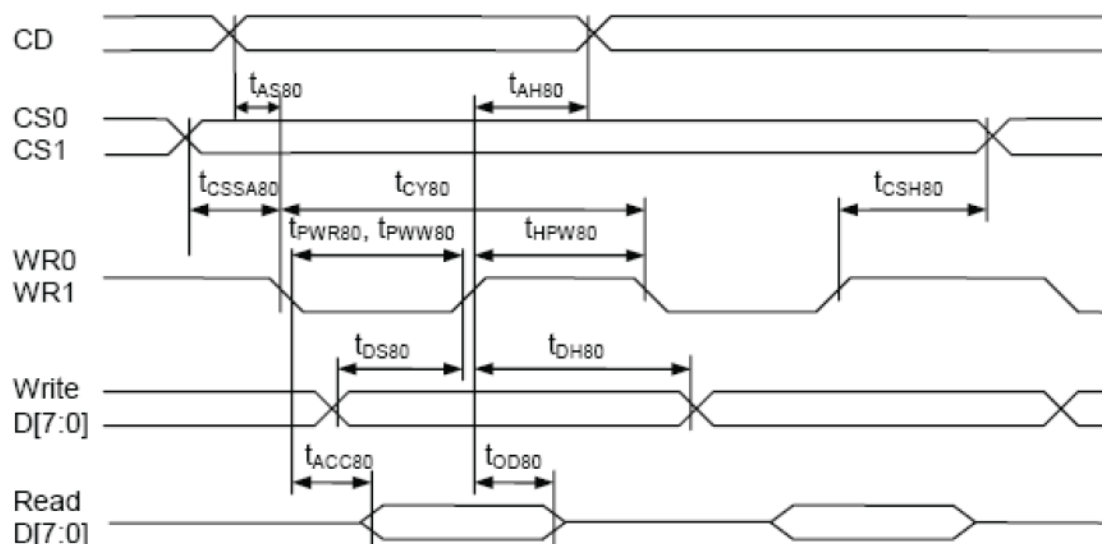 CD
tAS80 tAH80
CS0
CS1
tCSSA80 tCY80 tCSH80
tPWR80, tPWW80 tHPW80
WR0
WR1
tDS80 tDH80
Write
D[7:0]
tACC80 tOD80
Read
D[7:0]